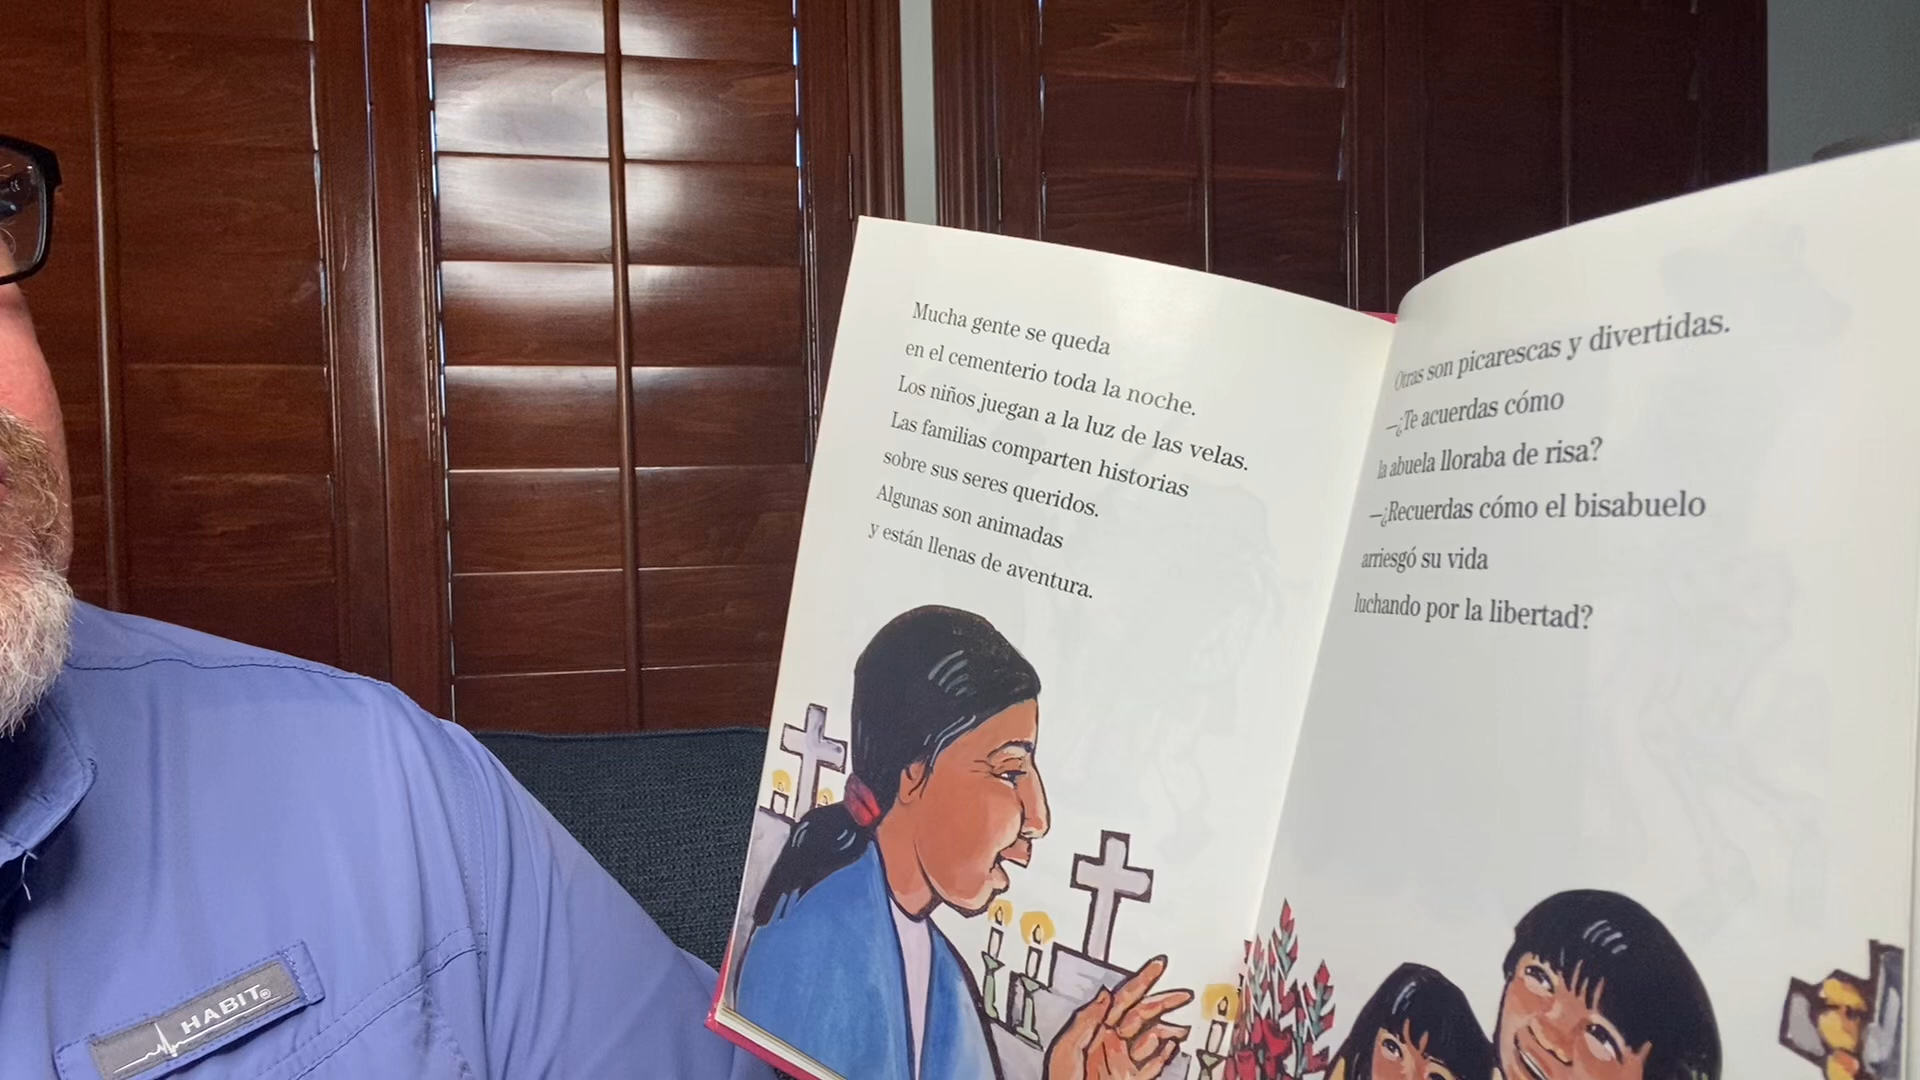 Mucha gente se queda
en el cementerio toda la noche.
Los niños juegan a la luz de las velas.
Las familias comparten historias
sobre sus seres queridos.
Algunas son animadas
y están llenas de aventura.
Otras son picarescas y divertidas.
—¿Te acuerdas cómo
la abuela lloraba de risa?
—¿Recuerdas cómo el bisabuelo
arriesgó su vida
luchando por la libertad?
HABIT®